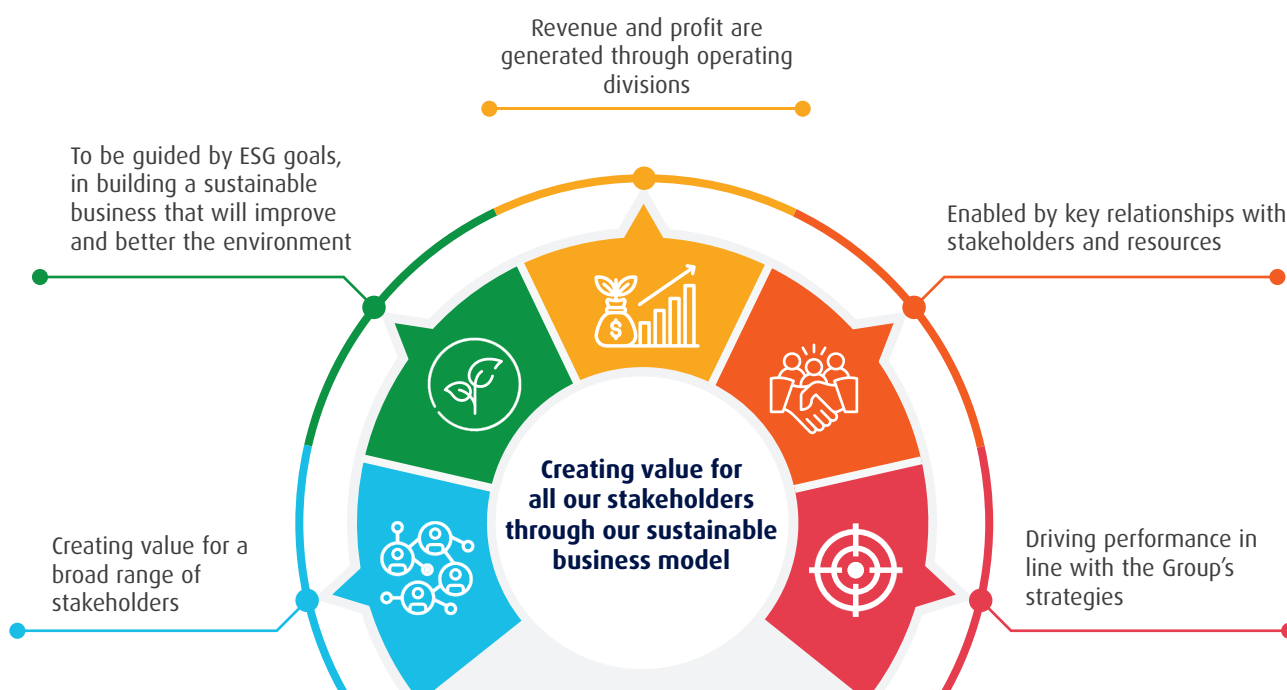 Revenue and profit are
generated through operating
divisions
To be guided by ESG goals,
in building a sustainable
business that will improve
and better the environment
Enabled by key relationships with
stakeholders and resources
$
Creating value for
all our stakeholders
through our sustainable
business model
Creating value for a
broad range of
stakeholders
Driving performance in
line with the Group’s
strategies